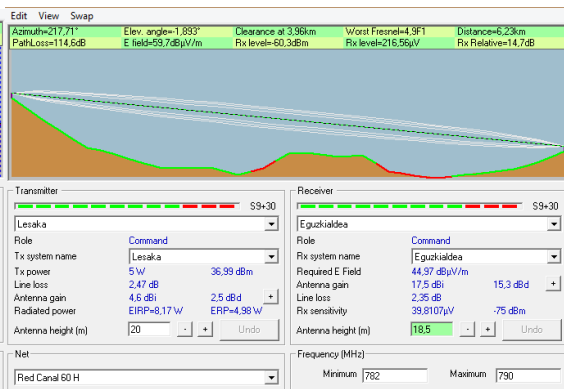 Edit View Swap
Azimuth=217,71° Elev. angle=-1,893° Clearance at 3,96km Worst Fresnel=4,9F1 Distance=6,23km
PathLoss=114,6dB E field=59,7dBµV/m Rx level=-60,3dBm Rx level=216,56µV Rx Relative=14,7dB
Transmitter
S9+30
Lesaka
Role Command
Tx system name Lesaka
Tx power 5 W 36,99 dBm
Line loss 2,47 dB
Antenna gain 4,6 dBi 2,5 dBd +
Radiated power EIRP=8,17 W ERP=4,98 W
Antenna height (m) 20 - + Undo
Receiver
S9+30
Eguzkialdea
Role Command
Rx system name Eguzkialdea
Required E Field 44,97 dBµV/m
Antenna gain 17,5 dBi 15,3 dBd +
Line loss 2,35 dB
Rx sensitivity 39,8107µV -75 dBm
Antenna height (m) 18,5 - + Undo
Net
Red Canal 60 H
Frequency (MHz)
Minimum 782 Maximum 790